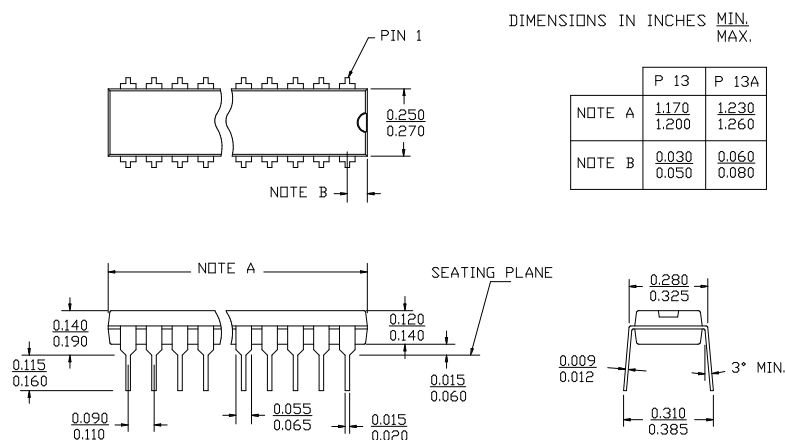 DIMENSIONS IN INCHES MIN.
MAX.
PIN 1
P 13 P 13A
NOTE A 1.170 1.230
1.200 1.260
NOTE B 0.030 0.060
0.050 0.080
0.250
0.270
NOTE B
NOTE A
SEATING PLANE
0.280
0.325
0.140
0.190
0.120
0.140
0.115
0.160
0.015
0.060
0.009
0.012
3° MIN.
0.090
0.110
0.055
0.065
0.015
0.020
0.310
0.385